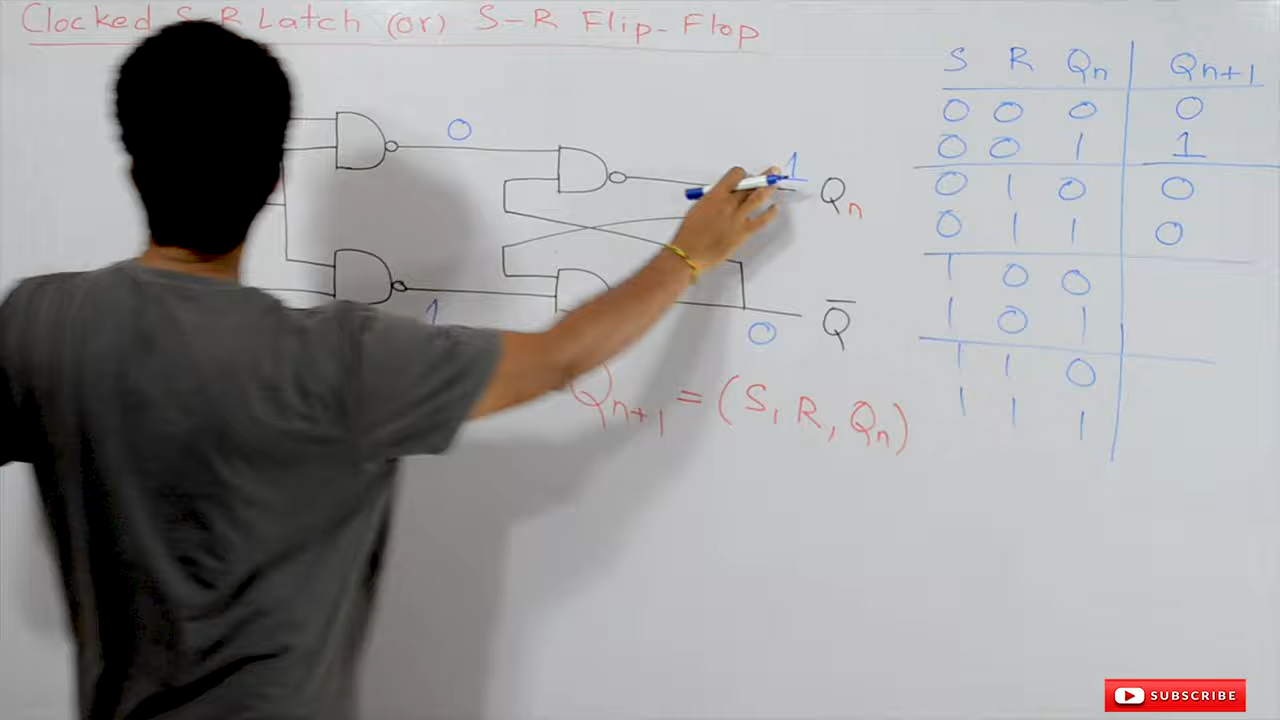 Clocked S-R Latch (or) S-R Flip-Flop
S R Qn Qn+1
0 0 0 0
0 0 1 1
0 1 0 0
0 1 1 0
1 0 0
1 0 1
1 1 0
1 1 1
0
1
Qn
1
0
Q̅
Qn+1 = (S, R, Qn)
SUBSCRIBE